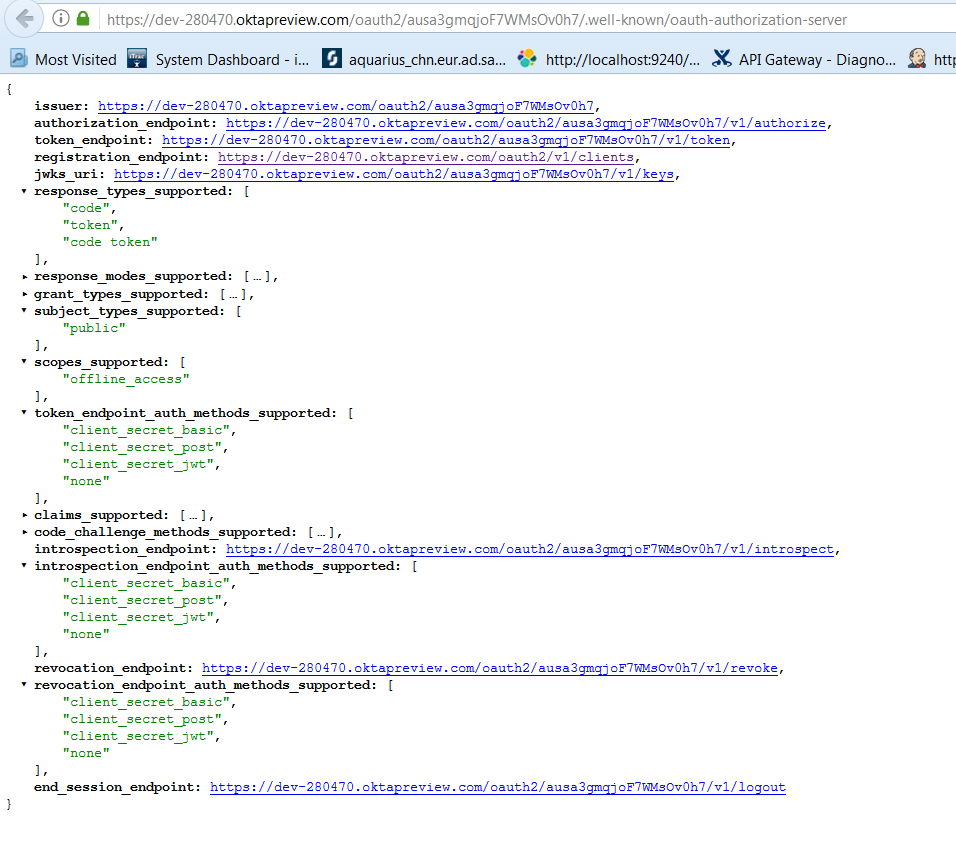 https://dev-280470.oktapreview.com/oauth2/ausa3gmqjoF7WMsOv0h7/.well-known/oauth-authorization-server
Most Visited System Dashboard - i... aquarius_chn.eur.ad.sa... http://localhost:9240/... API Gateway - Diagno... http
{
issuer: https://dev-280470.oktapreview.com/oauth2/ausa3gmqjoF7WMsOv0h7,
authorization_endpoint: https://dev-280470.oktapreview.com/oauth2/ausa3gmqjoF7WMsOv0h7/v1/authorize,
token_endpoint: https://dev-280470.oktapreview.com/oauth2/ausa3gmqjoF7WMsOv0h7/v1/token,
registration_endpoint: https://dev-280470.oktapreview.com/oauth2/v1/clients,
jwks_uri: https://dev-280470.oktapreview.com/oauth2/ausa3gmqjoF7WMsOv0h7/v1/keys,
response_types_supported: [
"code",
"token",
"code token"
],
response_modes_supported: […],
grant_types_supported: […],
subject_types_supported: [
"public"
],
scopes_supported: [
"offline_access"
],
token_endpoint_auth_methods_supported: [
"client_secret_basic",
"client_secret_post",
"client_secret_jwt",
"none"
],
claims_supported: […],
code_challenge_methods_supported: […],
introspection_endpoint: https://dev-280470.oktapreview.com/oauth2/ausa3gmqjoF7WMsOv0h7/v1/introspect,
introspection_endpoint_auth_methods_supported: [
"client_secret_basic",
"client_secret_post",
"client_secret_jwt",
"none"
],
revocation_endpoint: https://dev-280470.oktapreview.com/oauth2/ausa3gmqjoF7WMsOv0h7/v1/revoke,
revocation_endpoint_auth_methods_supported: [
"client_secret_basic",
"client_secret_post",
"client_secret_jwt",
"none"
],
end_session_endpoint: https://dev-280470.oktapreview.com/oauth2/ausa3gmqjoF7WMsOv0h7/v1/logout
}